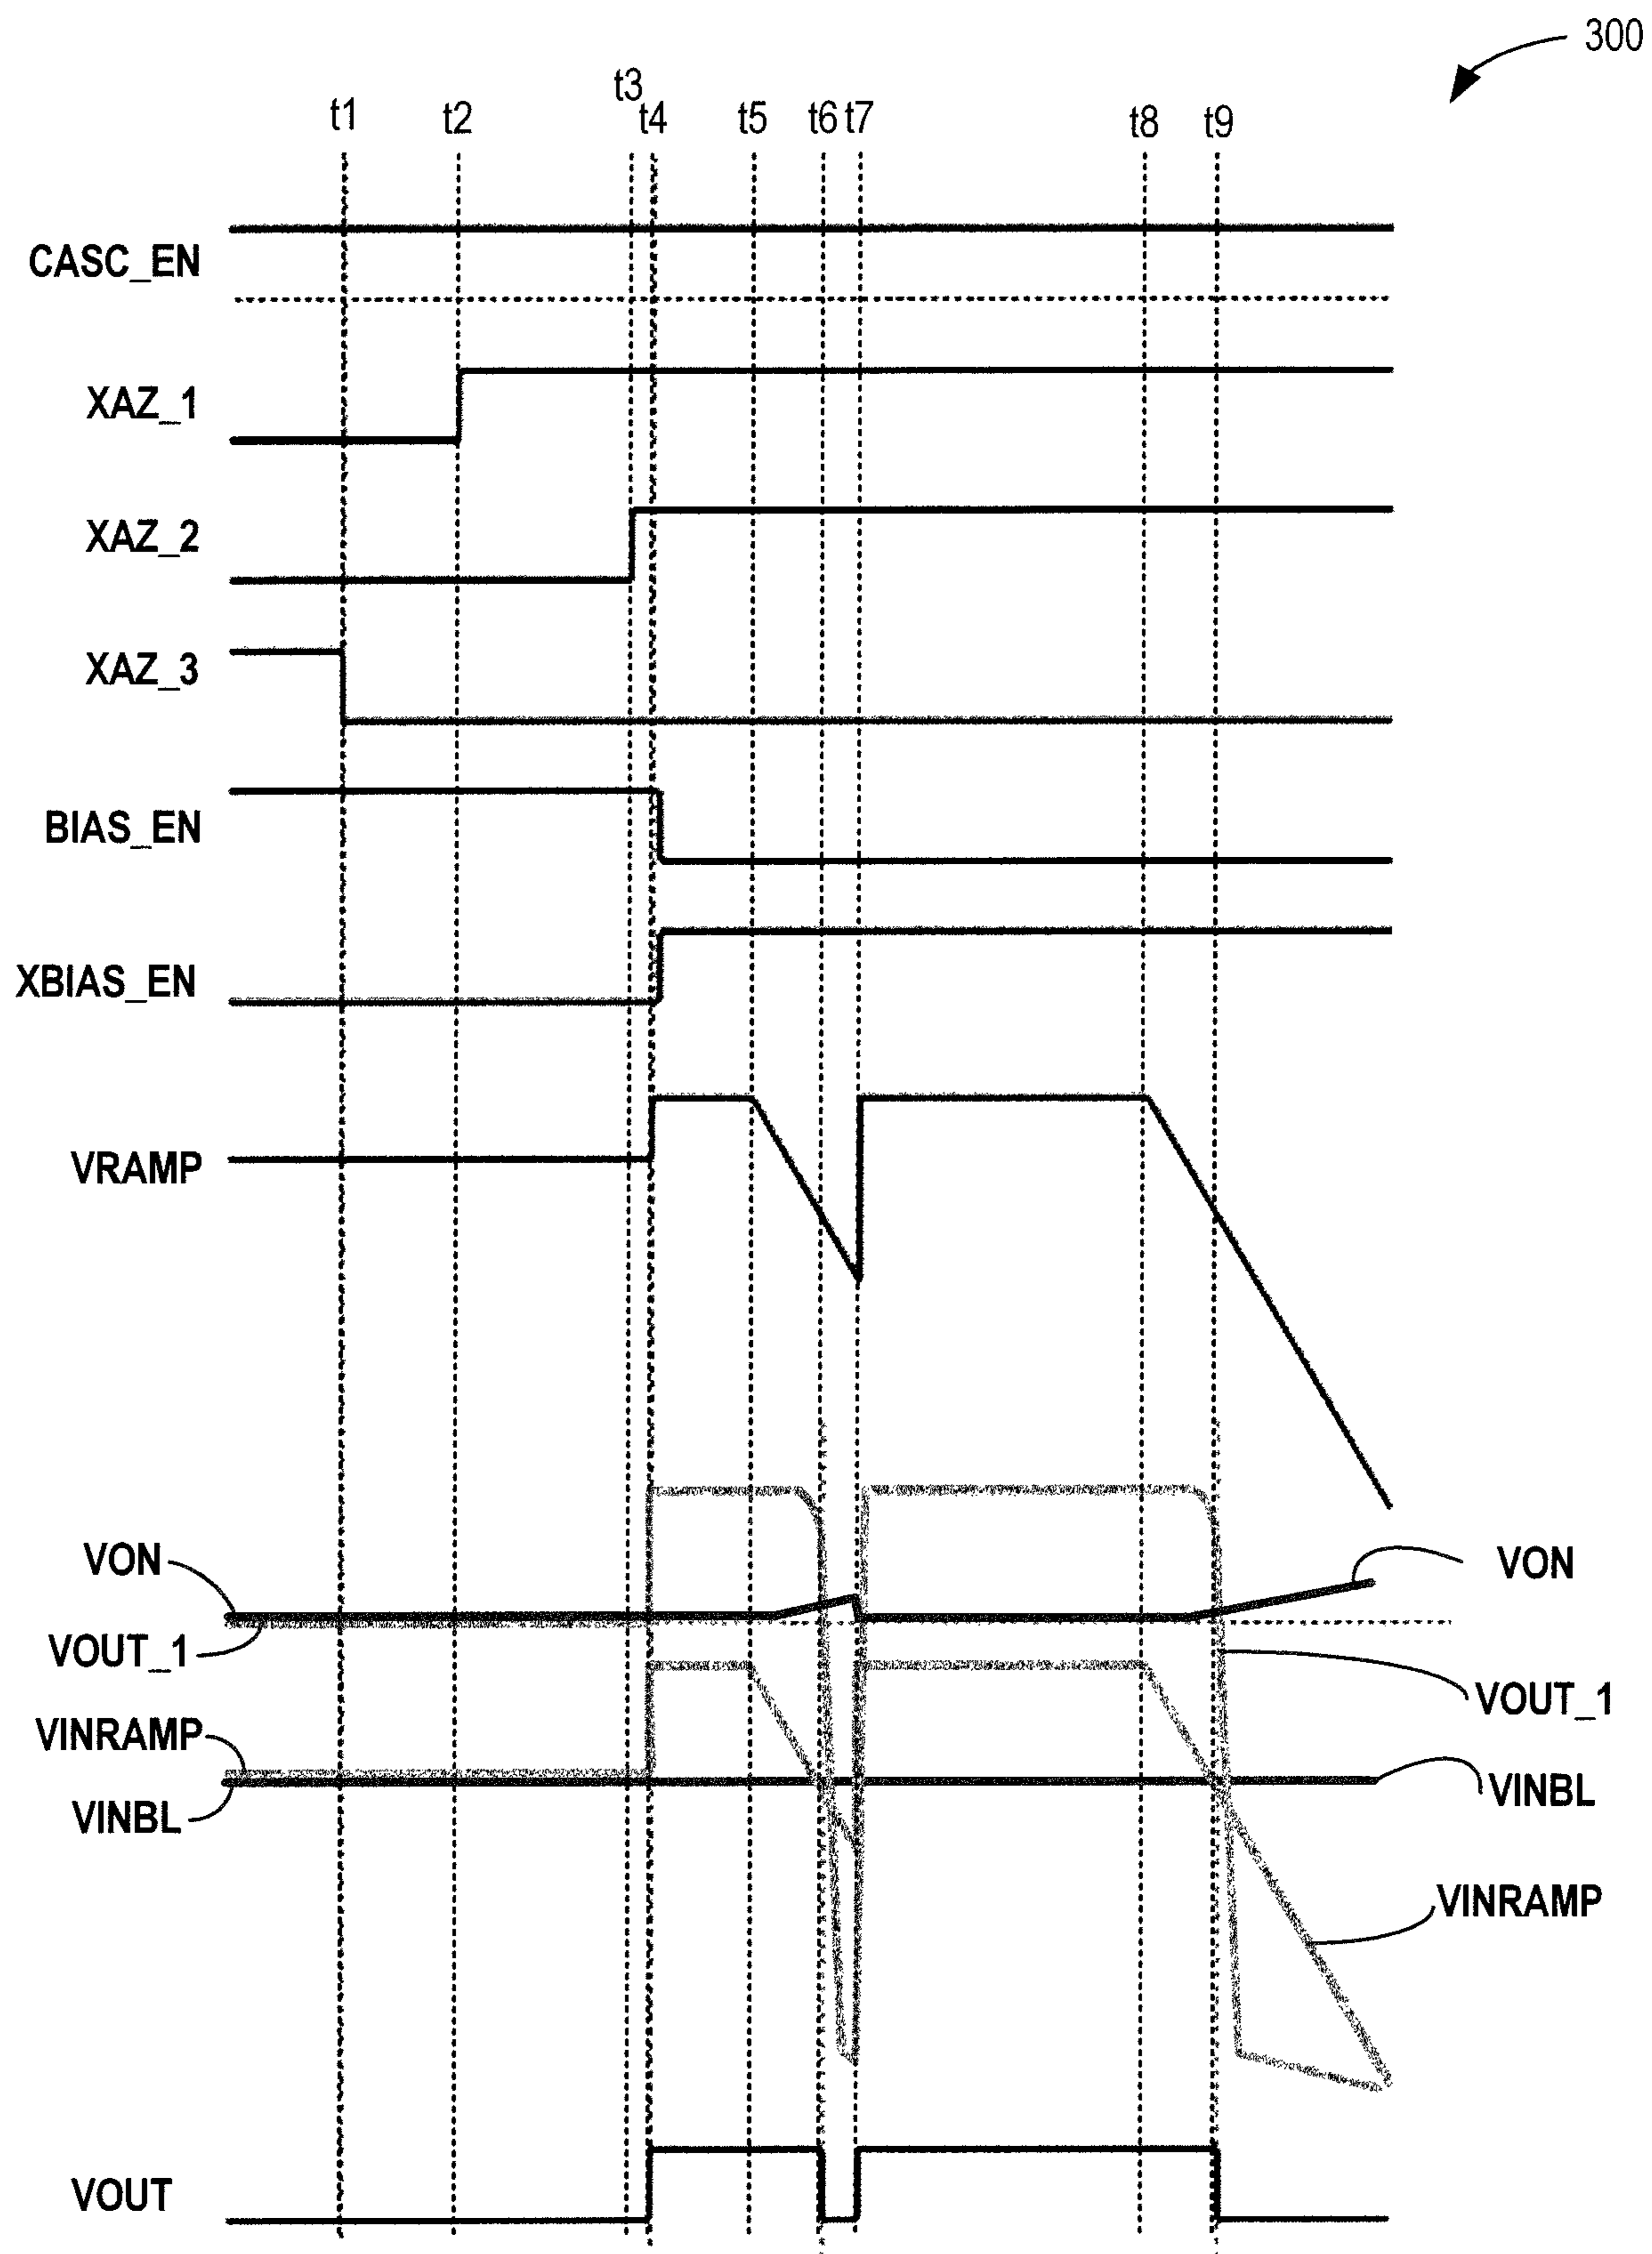 300
t1 t2 t3 t4 t5 t6 t7 t8 t9
CASC_EN
XAZ_1
XAZ_2
XAZ_3
BIAS_EN
XBIAS_EN
VRAMP
VON VON
VOUT_1 VOUT_1
VINRAMP VINBL
VINBL
VINRAMP
VOUT